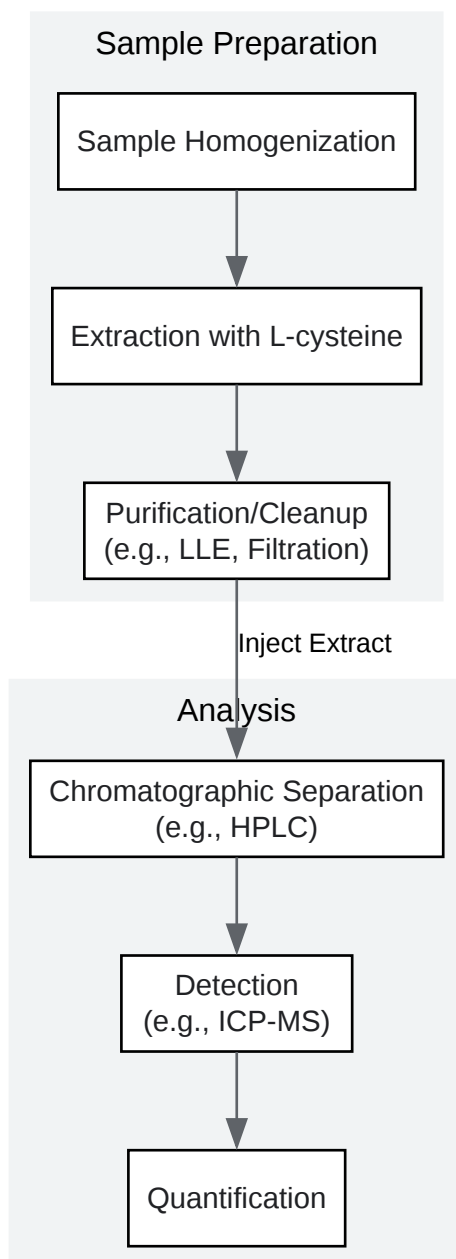 Sample Preparation
Sample Homogenization
Extraction with L-cysteine
Purification/Cleanup
(e.g., LLE, Filtration)
Inject Extract
Analysis
Chromatographic Separation
(e.g., HPLC)
Detection
(e.g., ICP-MS)
Quantification